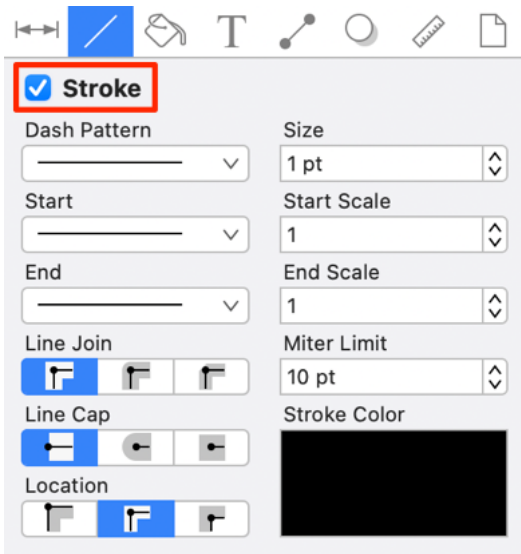 T
Stroke
Dash Pattern
Size
1 pt
Start
Start Scale
1
End
End Scale
1
Line Join
Miter Limit
10 pt
Line Cap
Stroke Color
Location